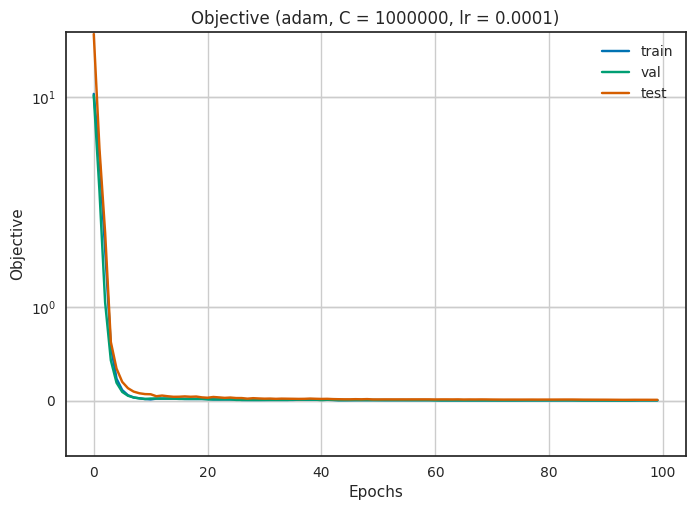 Objective (adam, C = 1000000, lr = 0.0001)
train
val
test
10¹
10⁰
0
Objective
0 20 40 60 80 100
Epochs